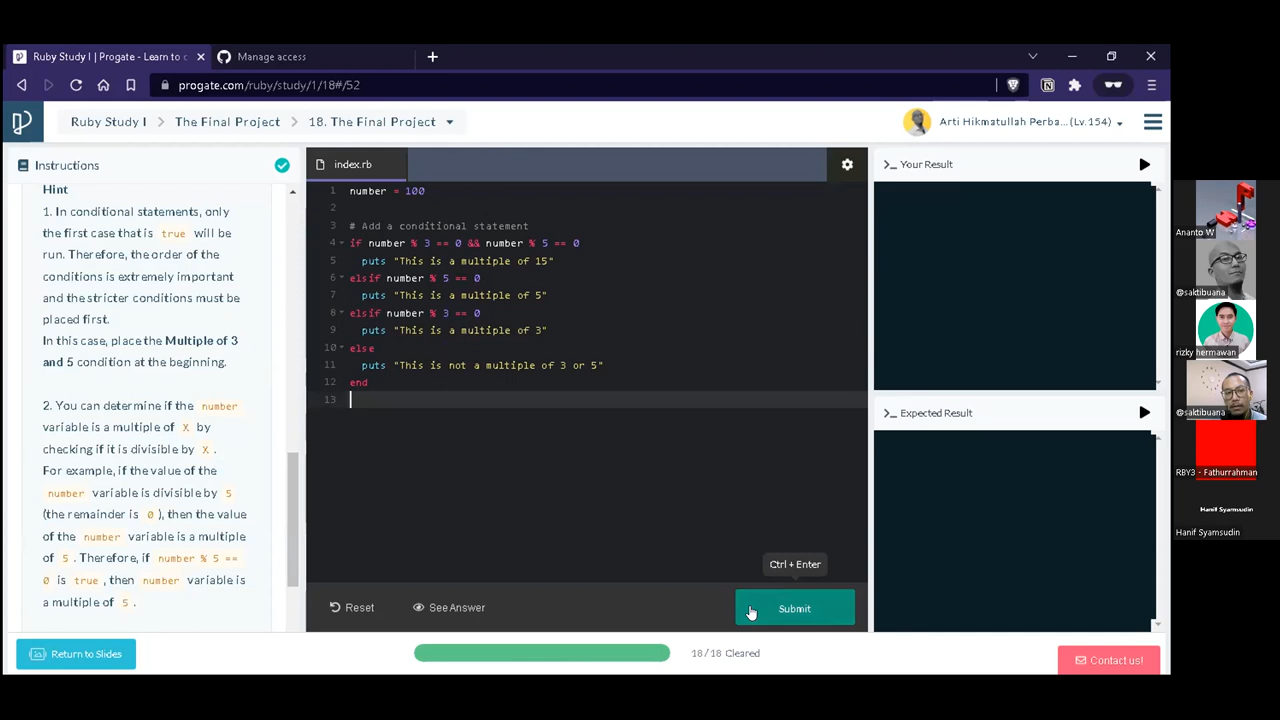 Ruby Study I | Progate - Learn to c
Manage access
progate.com/ruby/study/1/18#/52
Ruby Study I
The Final Project
18. The Final Project
Arti Hikmatullah Perba...(Lv.154)
Instructions
Hint
1. In conditional statements, only
the first case that is true will be
run. Therefore, the order of the
conditions is extremely important
and the stricter conditions must be
placed first.
In this case, place the Multiple of 3
and 5 condition at the beginning.
2. You can determine if the number
variable is a multiple of X by
checking if it is divisible by X.
For example, if the value of the
number variable is divisible by 5
(the remainder is 0), then the value
of the number variable is a multiple
of 5. Therefore, if number % 5 ==
0 is true, then number variable is
a multiple of 5.
index.rb
1 number = 100
2
3 # Add a conditional statement
4 if number % 3 == 0 && number % 5 == 0
5 puts "This is a multiple of 15"
6 elsif number % 5 == 0
7 puts "This is a multiple of 5"
8 elsif number % 3 == 0
9 puts "This is a multiple of 3"
10 else
11 puts "This is not a multiple of 3 or 5"
12 end
13
Ctrl + Enter
Reset
See Answer
Submit
Your Result
Expected Result
Return to Slides
18/18 Cleared
Contact us!
Ananto W
@saktibuana
rizky hermawan
@saktibuana
RBY3 - Fathurrahman
Hanif Syamsudin
Hanif Syamsudin